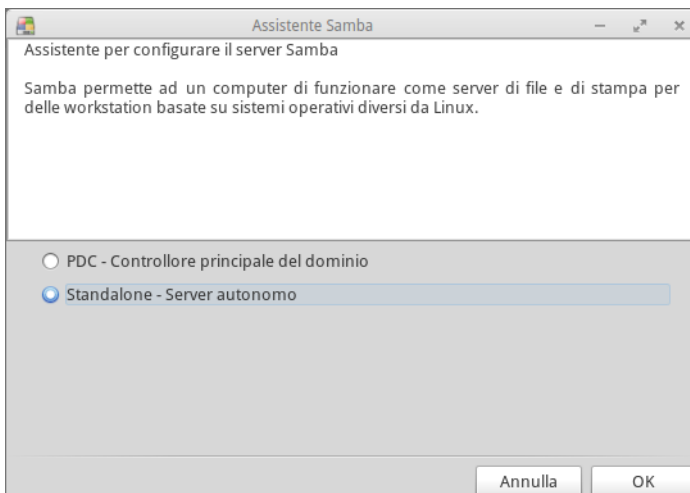 Assistente Samba
Assistente per configurare il server Samba
Samba permette ad un computer di funzionare come server di file e di stampa per
delle workstation basate su sistemi operativi diversi da Linux.
PDC - Controllore principale del dominio
Standalone - Server autonomo
Annulla OK